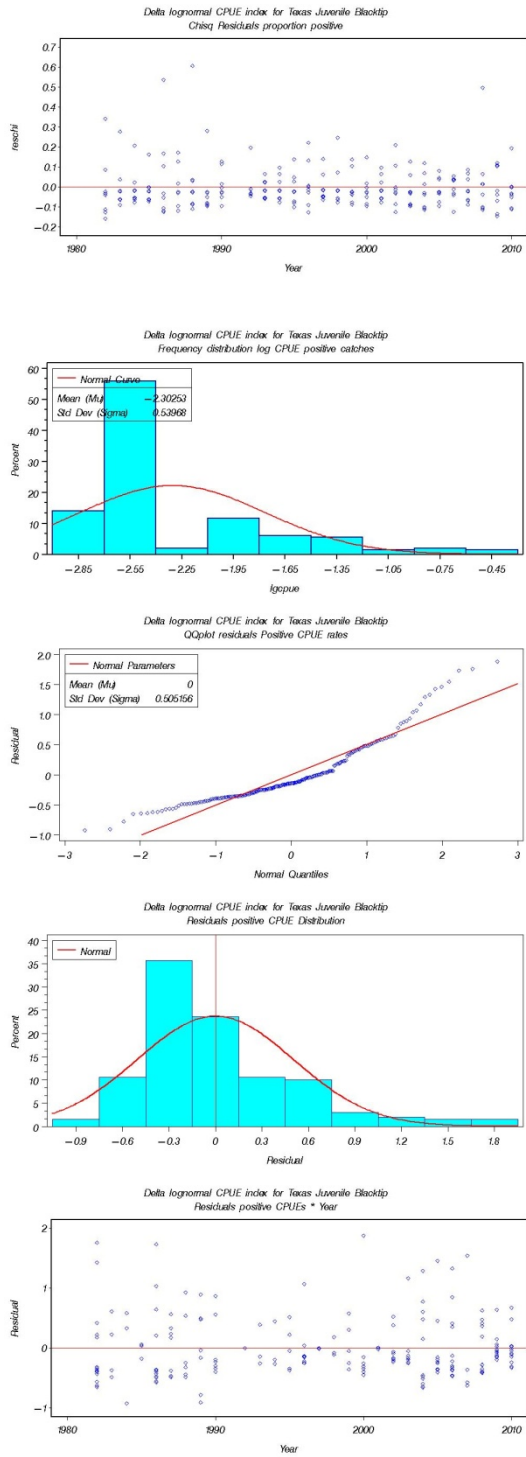 Delta lognormal CPUE index for Texas Juvenile Blacktip
Chisq Residuals proportion positive
0.7
0.6
0.5
0.4
0.3
0.2
0.1
0.0
−0.1
−0.2
reschi
1980 1990 2000 2010
Year
Delta lognormal CPUE index for Texas Juvenile Blacktip
Frequency distribution log CPUE positive catches
60
50
40
30
20
10
0
Percent
Normal Curve
Mean (Mu) −2.30253
Std Dev (Sigma) 0.53968
−2.85 −2.55 −2.25 −1.95 −1.65 −1.35 −1.05 −0.75 −0.45
lgcpue
Delta lognormal CPUE index for Texas Juvenile Blacktip
QQplot residuals Positive CPUE rates
2.0
1.5
1.0
0.5
0
−0.5
−1.0
Residual
Normal Parameters
Mean (Mu) 0
Std Dev (Sigma) 0.505156
−3 −2 −1 0 1 2 3
Normal Quantiles
Delta lognormal CPUE index for Texas Juvenile Blacktip
Residuals positive CPUE Distribution
40
35
30
25
20
15
10
5
0
Percent
Normal
−0.9 −0.6 −0.3 0 0.3 0.6 0.9 1.2 1.5 1.8
Residual
Delta lognormal CPUE index for Texas Juvenile Blacktip
Residuals positive CPUEs * Year
2
1
0
−1
Residual
1980 1990 2000 2010
Year